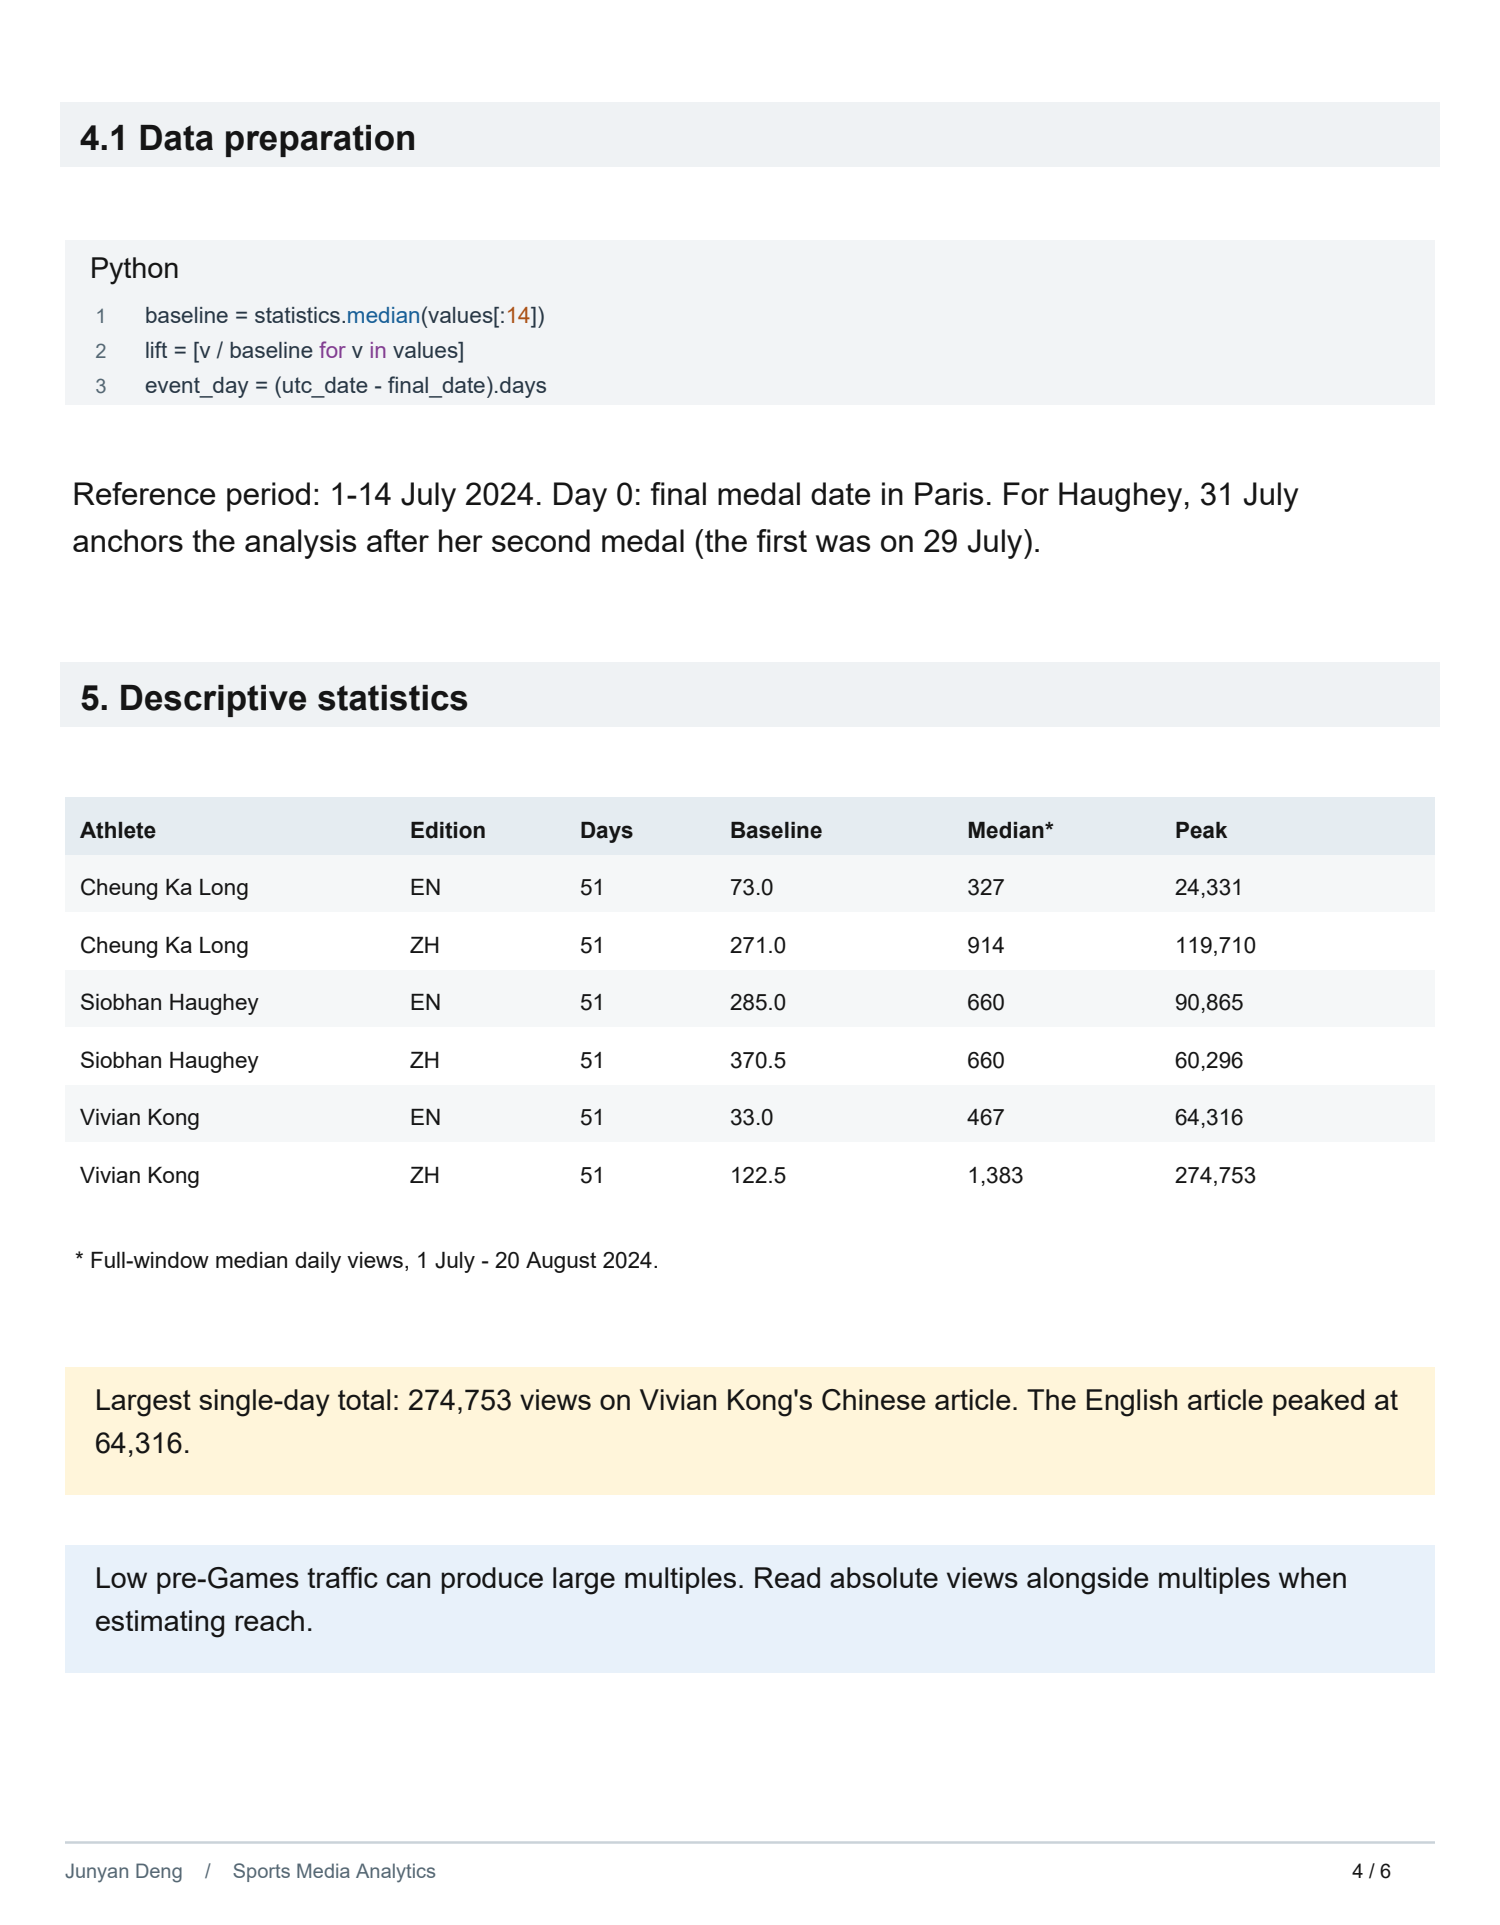 4.1 Data preparation
Python
1 baseline = statistics.median(values[:14])
2 lift = [v / baseline for v in values]
3 event_day = (utc_date - final_date).days
Reference period: 1-14 July 2024. Day 0: final medal date in Paris. For Haughey, 31 July
anchors the analysis after her second medal (the first was on 29 July).
5. Descriptive statistics
Athlete Edition Days Baseline Median* Peak
Cheung Ka Long EN 51 73.0 327 24,331
Cheung Ka Long ZH 51 271.0 914 119,710
Siobhan Haughey EN 51 285.0 660 90,865
Siobhan Haughey ZH 51 370.5 660 60,296
Vivian Kong EN 51 33.0 467 64,316
Vivian Kong ZH 51 122.5 1,383 274,753
* Full-window median daily views, 1 July - 20 August 2024.
Largest single-day total: 274,753 views on Vivian Kong's Chinese article. The English article peaked at
64,316.
Low pre-Games traffic can produce large multiples. Read absolute views alongside multiples when
estimating reach.
Junyan Deng / Sports Media Analytics 4 / 6